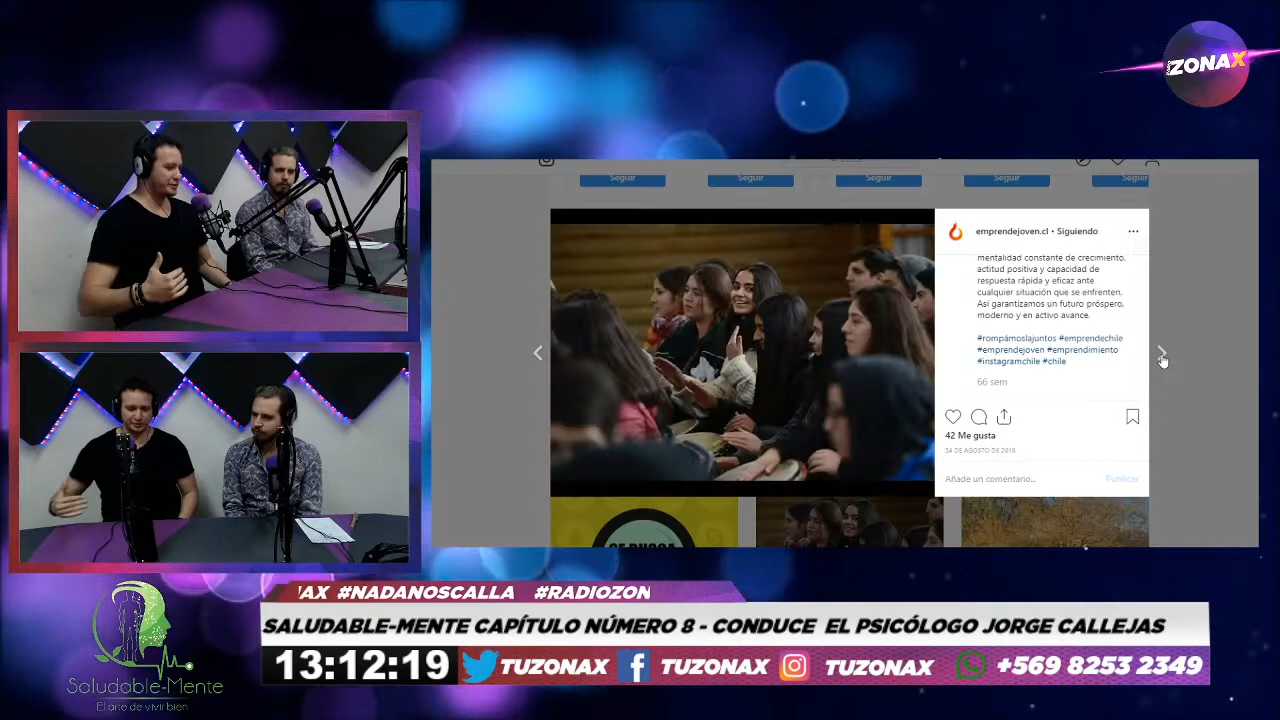 ZONAX
Seguir
Seguir
Seguir
Seguir
Seguir
emprendejoven.cl • Siguiendo
mentalidad constante de crecimiento,
actitud positiva y capacidad de
respuesta rápida y eficaz ante
cualquier situación que se enfrenten.
Así garantizamos un futuro próspero,
moderno y en activo avance.
#rompámoslajuntos #emprendechile
#emprendejoven #emprendimiento
#instagramchile #chile
66 sem
42 Me gusta
24 DE AGOSTO DE 2018
Añade un comentario...
Publicar
SE BUSCA
AX #NADANOSCALLA #RADIOZON
SALUDABLE-MENTE CAPÍTULO NÚMERO 8 - CONDUCE EL PSICÓLOGO JORGE CALLEJAS
13:12:19 TUZONAX TUZONAX TUZONAX +569 8253 2349
Saludable-Mente
El arte de vivir bien